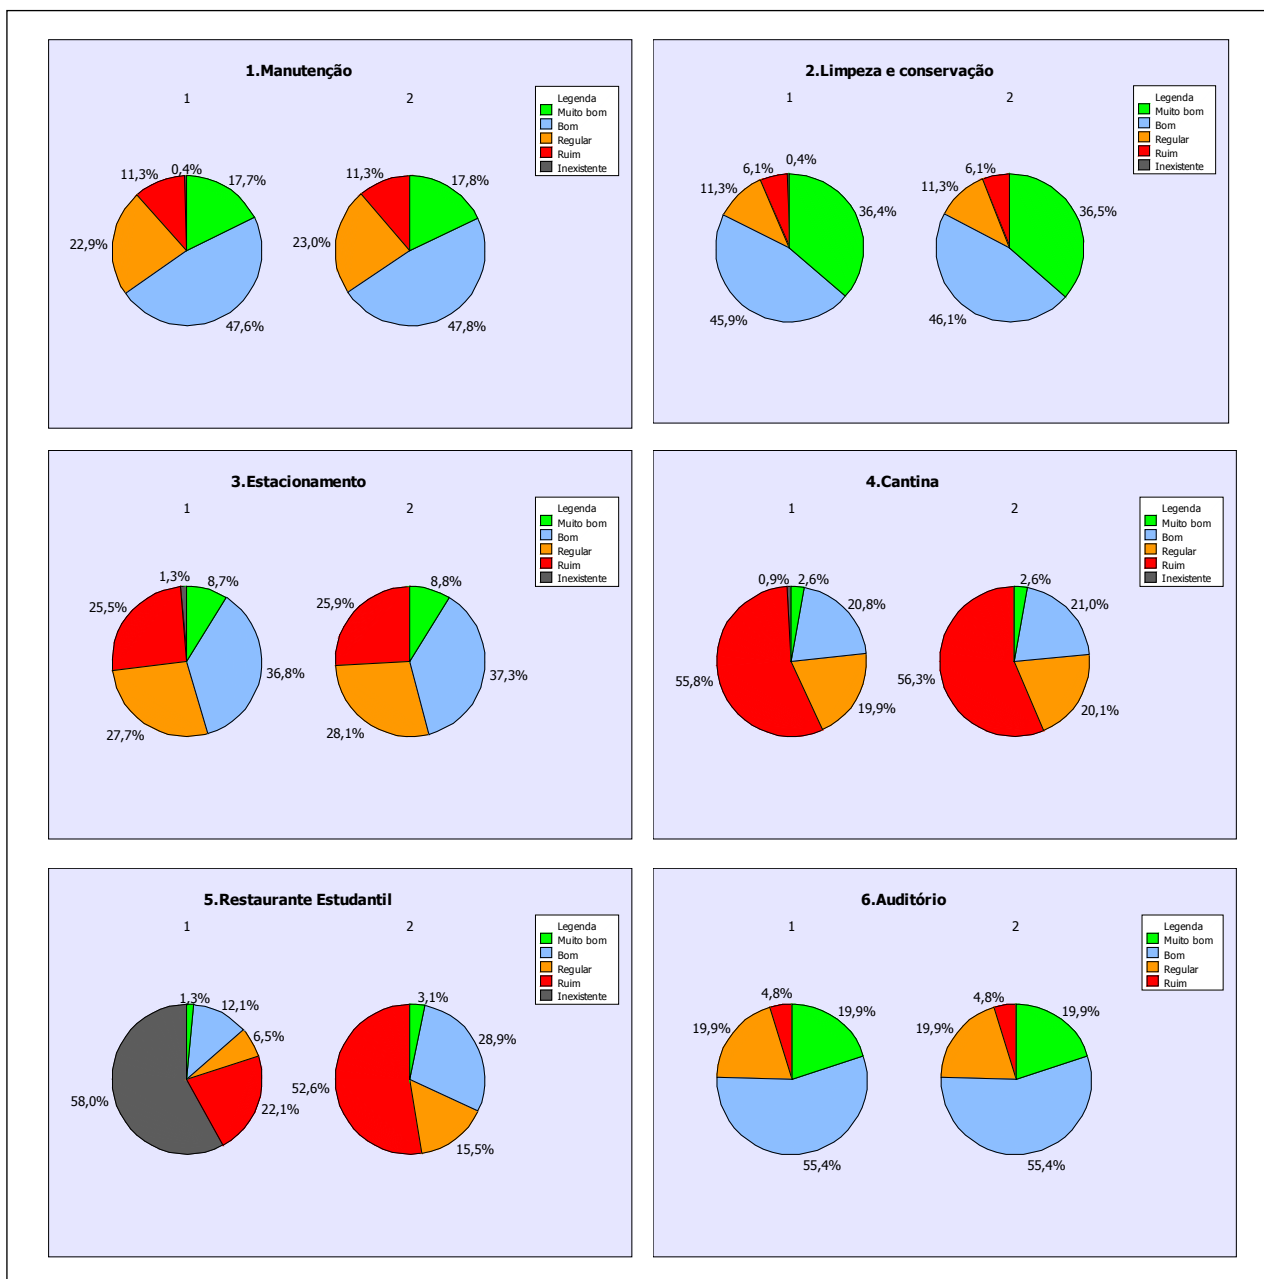 1.Manutenção
1
2
Legenda
Muito bom
Bom
Regular
Ruim
Inexistente
11,3%
0,4%
17,7%
22,9%
47,6%
11,3%
17,8%
23,0%
47,8%
2.Limpeza e conservação
1
2
Legenda
Muito bom
Bom
Regular
Ruim
Inexistente
6,1%
0,4%
11,3%
36,4%
45,9%
6,1%
11,3%
36,5%
46,1%
3.Estacionamento
1
2
Legenda
Muito bom
Bom
Regular
Ruim
Inexistente
1,3%
8,7%
25,5%
36,8%
27,7%
8,8%
25,9%
37,3%
28,1%
4.Cantina
1
2
Legenda
Muito bom
Bom
Regular
Ruim
Inexistente
0,9%
2,6%
20,8%
55,8%
19,9%
2,6%
21,0%
56,3%
20,1%
5.Restaurante Estudantil
1
2
Legenda
Muito bom
Bom
Regular
Ruim
Inexistente
1,3%
12,1%
6,5%
58,0%
22,1%
3,1%
28,9%
52,6%
15,5%
6.Auditório
1
2
Legenda
Muito bom
Bom
Regular
Ruim
4,8%
19,9%
19,9%
55,4%
4,8%
19,9%
19,9%
55,4%